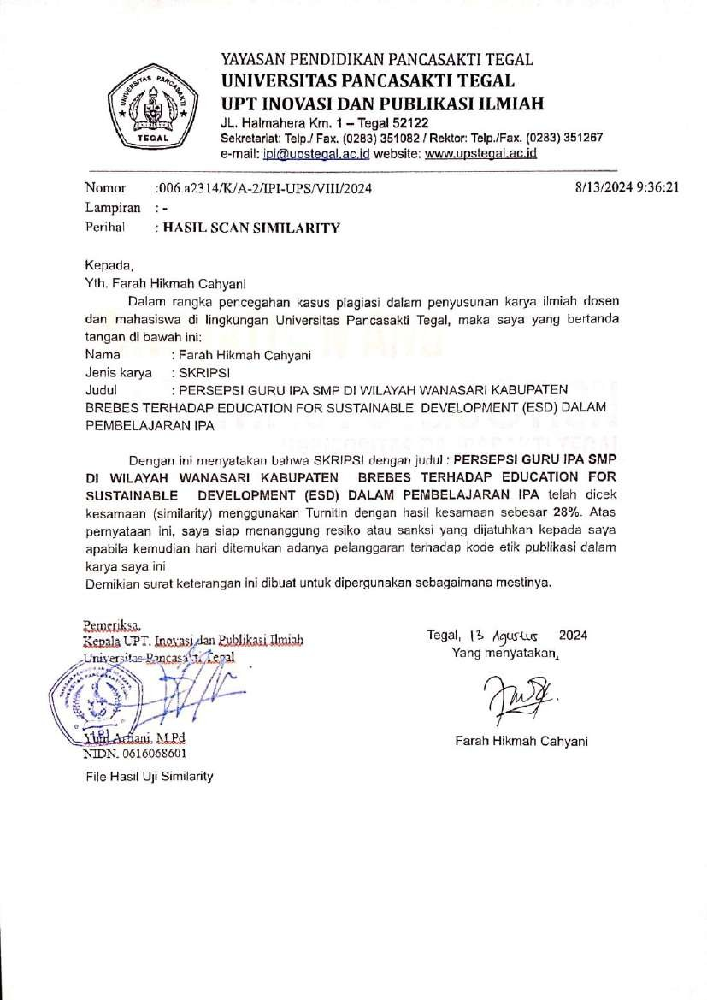 YAYASAN PENDIDIKAN PANCASAKTI TEGAL
UNIVERSITAS PANCASAKTI TEGAL
UPT INOVASI DAN PUBLIKASI ILMIAH
JL. Halmahera Km. 1 – Tegal 52122
Sekretariat: Telp./ Fax. (0283) 351082 / Rektor: Telp./Fax. (0283) 351267
e-mail: ipi@upstegal.ac.id website: www.upstegal.ac.id
UNIVERSITAS PANCASAKTI
TEGAL
Nomor :006.a2314/K/A-2/IPI-UPS/VIII/2024 8/13/2024 9:36:21
Lampiran : -
Perihal : HASIL SCAN SIMILARITY
Kepada,
Yth. Farah Hikmah Cahyani
Dalam rangka pencegahan kasus plagiasi dalam penyusunan karya ilmiah dosen
dan mahasiswa di lingkungan Universitas Pancasakti Tegal, maka saya yang bertanda
tangan di bawah ini:
Nama : Farah Hikmah Cahyani
Jenis karya : SKRIPSI
Judul : PERSEPSI GURU IPA SMP DI WILAYAH WANASARI KABUPATEN
BREBES TERHADAP EDUCATION FOR SUSTAINABLE DEVELOPMENT (ESD) DALAM
PEMBELAJARAN IPA
Dengan ini menyatakan bahwa SKRIPSI dengan judul : PERSEPSI GURU IPA SMP
DI WILAYAH WANASARI KABUPATEN BREBES TERHADAP EDUCATION FOR
SUSTAINABLE DEVELOPMENT (ESD) DALAM PEMBELAJARAN IPA telah dicek
kesamaan (similarity) menggunakan Turnitin dengan hasil kesamaan sebesar 28%. Atas
pernyataan ini, saya siap menanggung resiko atau sanksi yang dijatuhkan kepada saya
apabila kemudian hari ditemukan adanya pelanggaran terhadap kode etik publikasi dalam
karya saya ini
Demikian surat keterangan ini dibuat untuk dipergunakan sebagaimana mestinya.
Pemeriksa,
Kepala UPT. Inovasi dan Publikasi Ilmiah
Universitas Pancasakti Tegal
M.Pd
NIDN. 0616068601
File Hasil Uji Similarity
Tegal, 13 Agustus 2024
Yang menyatakan,
Farah Hikmah Cahyani